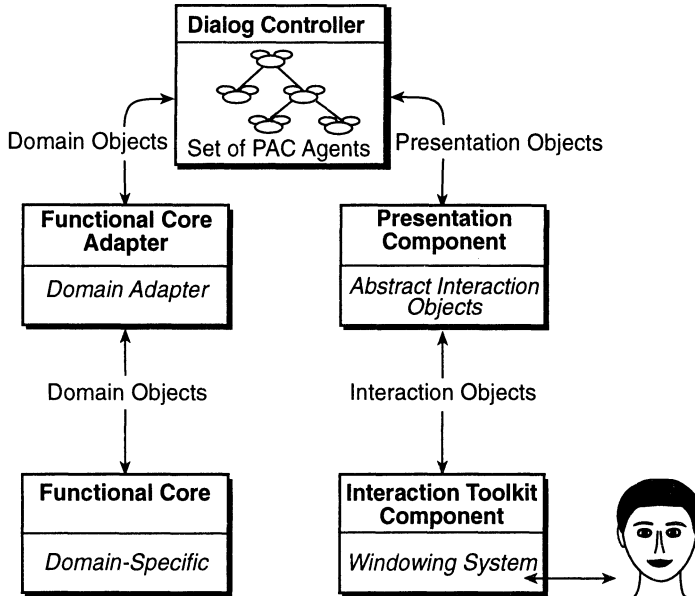 Dialog Controller
Set of PAC Agents
Domain Objects
Presentation Objects
Functional Core
Adapter
Domain Adapter
Presentation
Component
Abstract Interaction
Objects
Domain Objects
Interaction Objects
Functional Core
Domain-Specific
Interaction Toolkit
Component
Windowing System